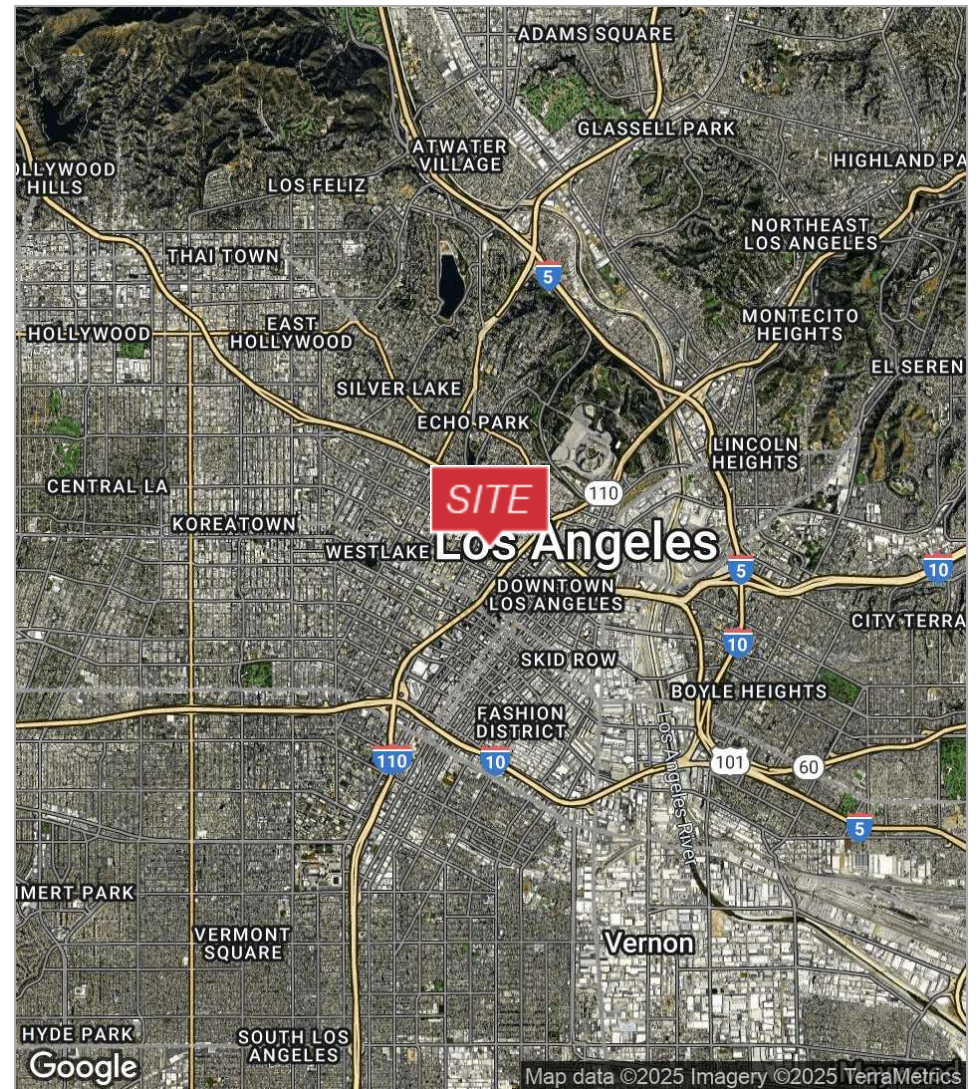 ADAMS SQUARE
GLASSELL PARK
ATWATER
VILLAGE
HIGHLAND PA
OLLYWOOD
HILLS
LOS FELIZ
NORTHEAST
LOS ANGELES
THAI TOWN
5
MONTECITO
HEIGHTS
HOLLYWOOD
EAST
HOLLYWOOD
EL SEREN
SILVER LAKE
ECHO PARK
LINCOLN
HEIGHTS
CENTRAL LA
SITE
110
KOREATOWN
WESTLAKE
Los Angeles
5
10
DOWNTOWN
LOS ANGELES
CITY TERRA
10
SKID ROW
BOYLE HEIGHTS
FASHION
DISTRICT
Los Angeles River
110
10
101
60
5
IMERT PARK
VERMONT
SQUARE
Vernon
HYDE PARK
SOUTH LOS
ANGELES
Google
Map data ©2025 Imagery ©2025 TerraMetrics